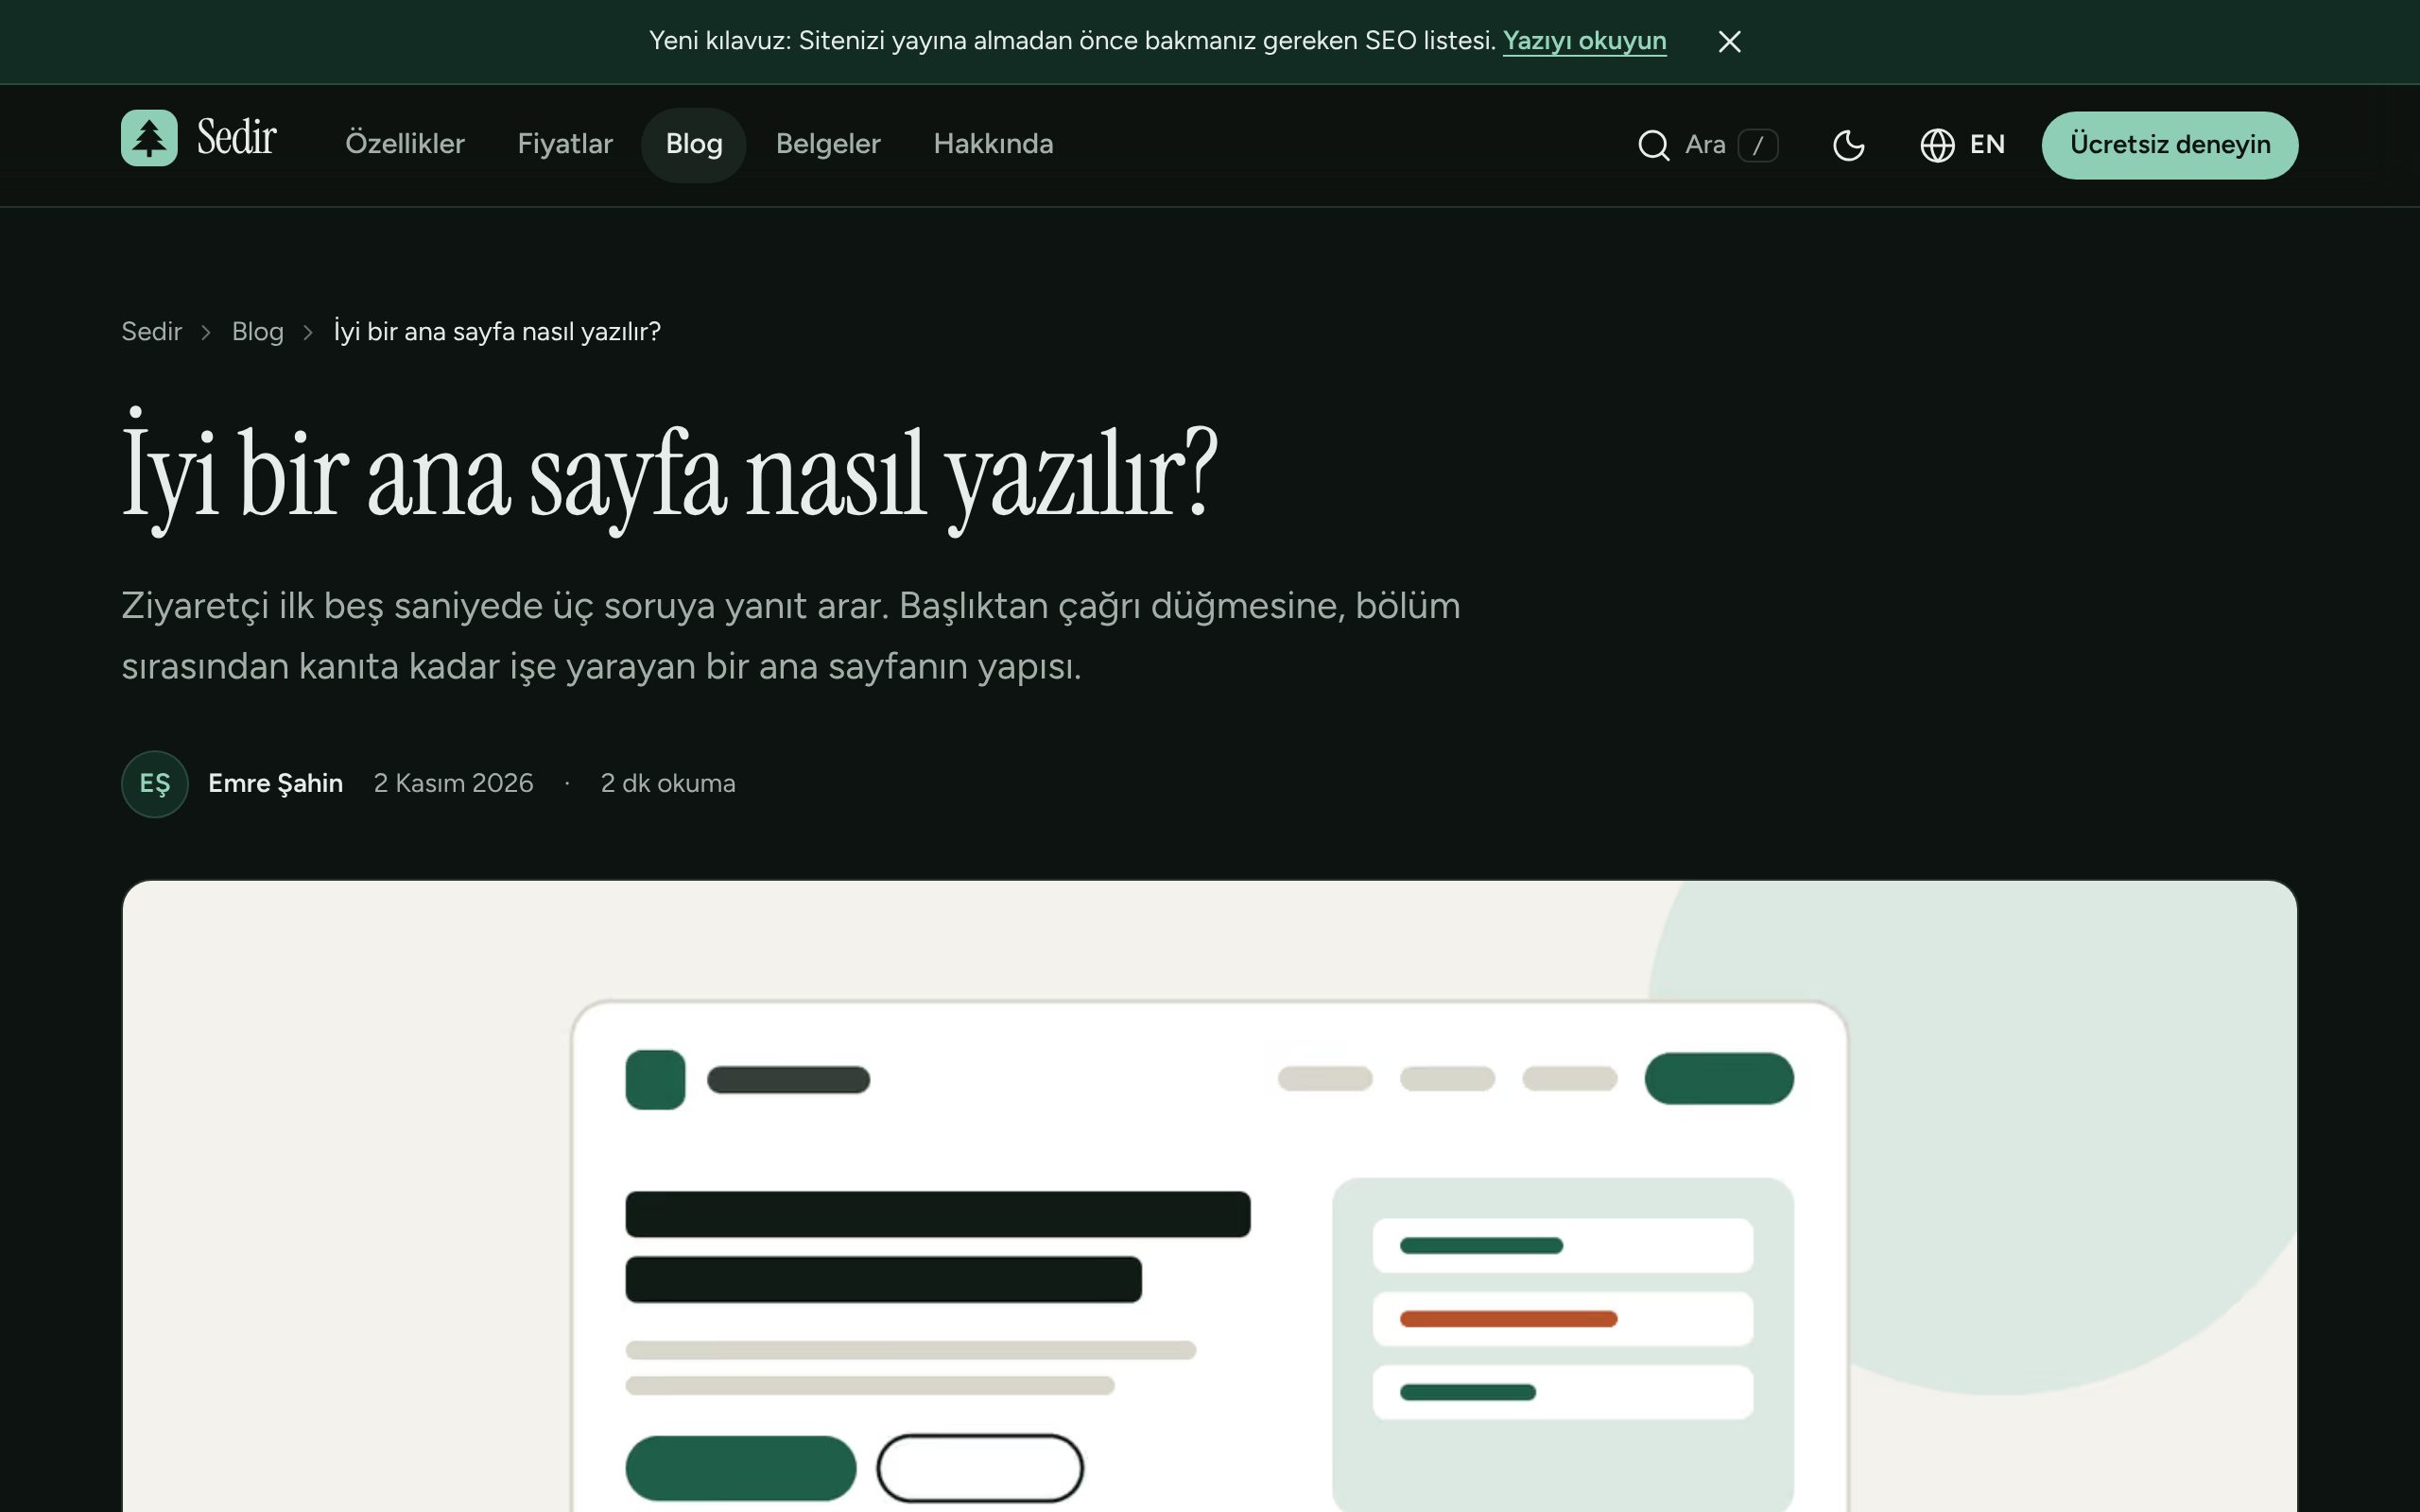 Yeni kılavuz: Sitenizi yayına almadan önce bakmanız gereken SEO listesi. Yazıyı okuyun
Sedir
Özellikler
Fiyatlar
Blog
Belgeler
Hakkında
Ara /
EN
Ücretsiz deneyin
Sedir > Blog > İyi bir ana sayfa nasıl yazılır?
İyi bir ana sayfa nasıl yazılır?
Ziyaretçi ilk beş saniyede üç soruya yanıt arar. Başlıktan çağrı düğmesine, bölüm
sırasından kanıta kadar işe yarayan bir ana sayfanın yapısı.
EŞ Emre Şahin 2 Kasım 2026 · 2 dk okuma